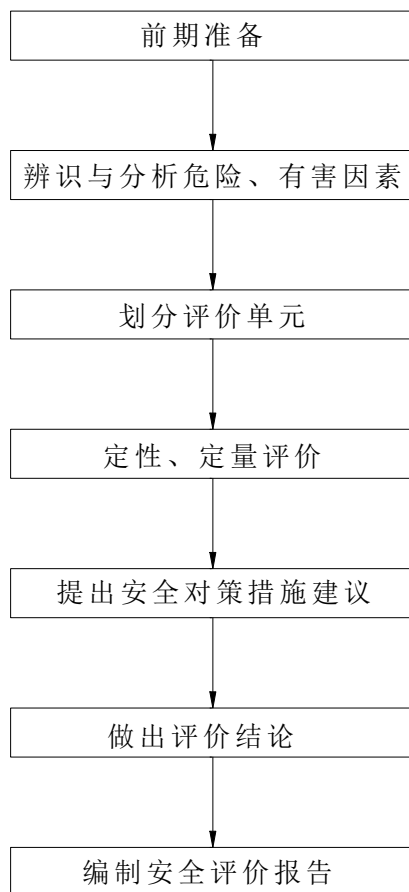 前期准备
辨识与分析危险、有害因素
划分评价单元
定性、定量评价
提出安全对策措施建议
做出评价结论
编制安全评价报告